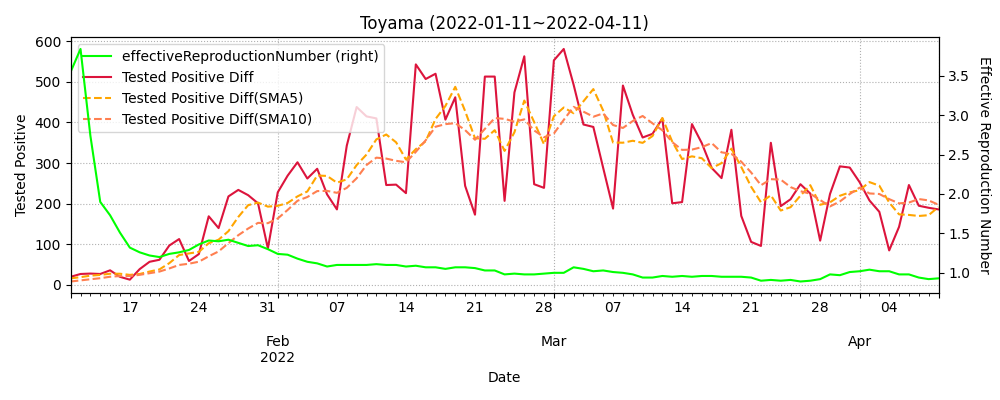 Toyama (2022-01-11~2022-04-11)
effectiveReproductionNumber (right)
Tested Positive Diff
Tested Positive Diff(SMA5)
Tested Positive Diff(SMA10)
Tested Positive
600
500
400
300
200
100
0
Effective Reproduction Number
3.5
3.0
2.5
2.0
1.5
1.0
17 24 31 07 14 21 28 07 14 21 28 04
Feb Mar Apr
2022
Date